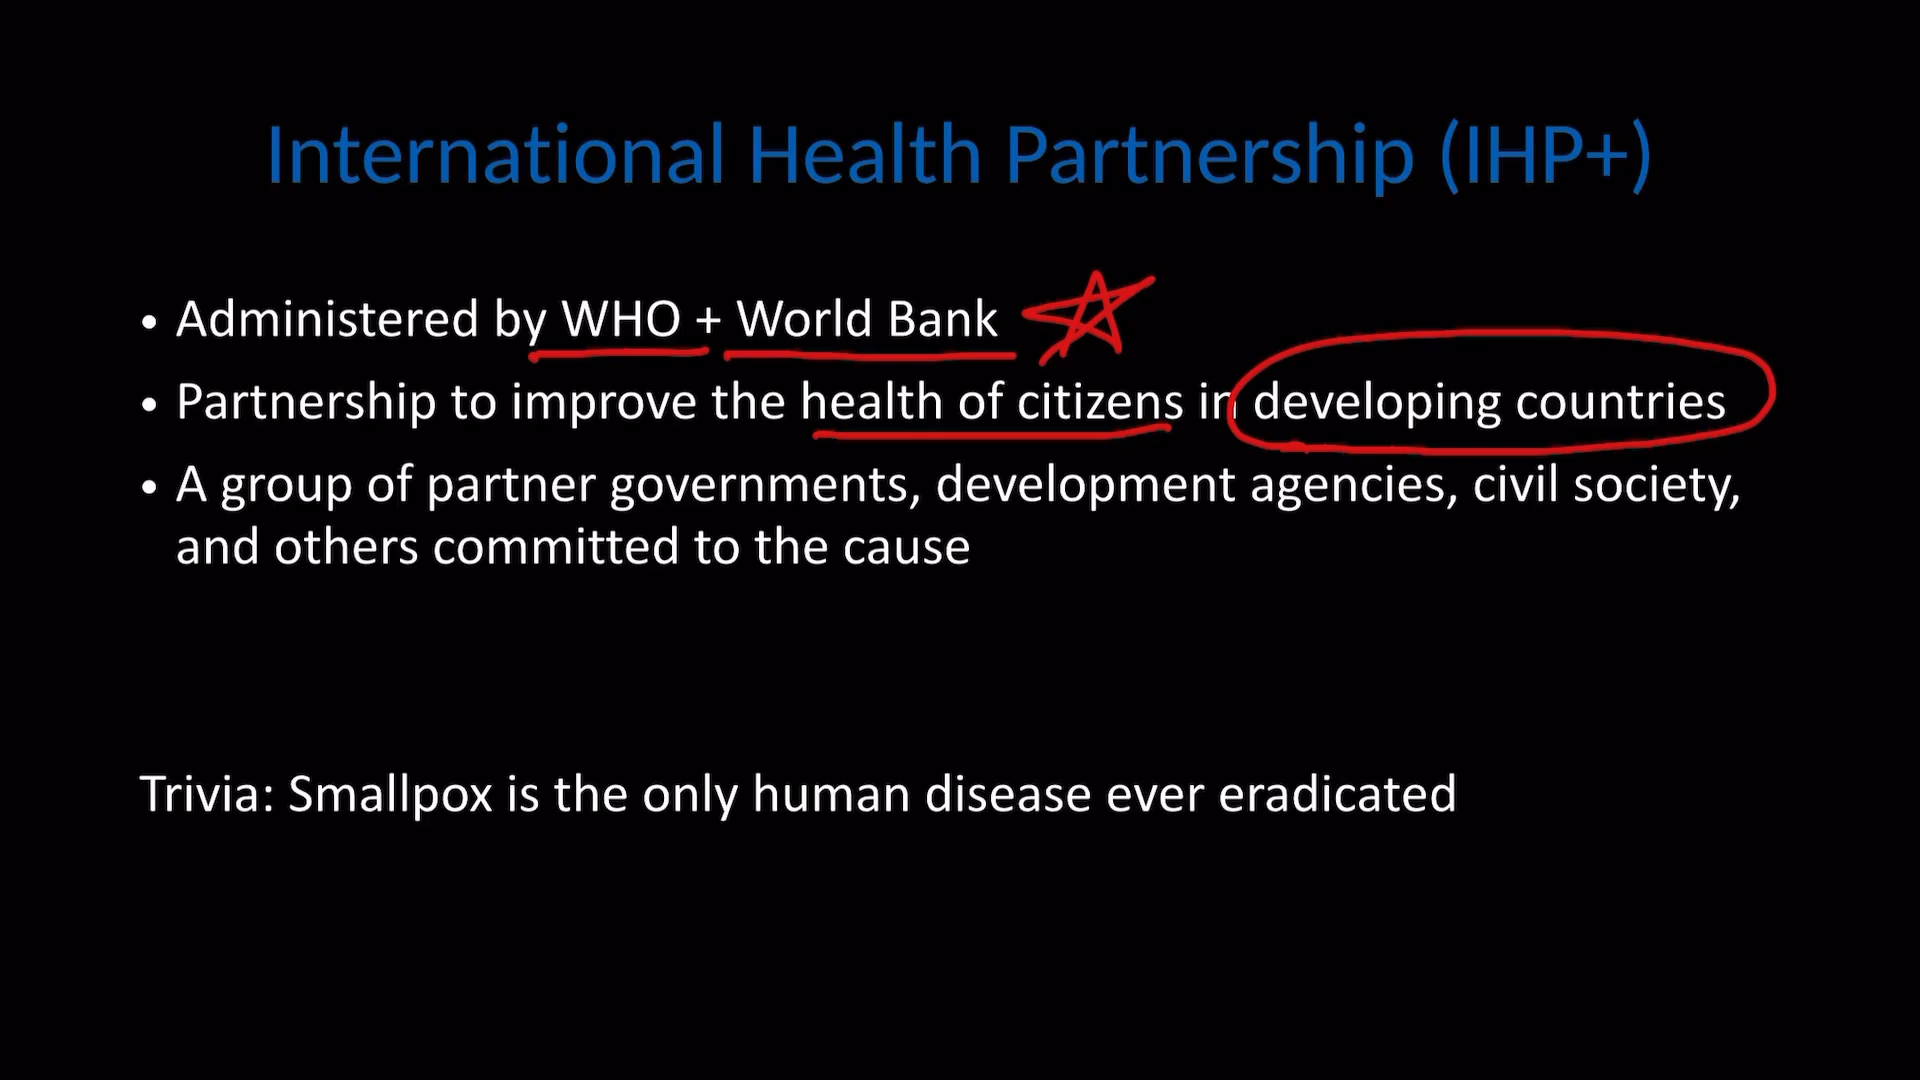 International Health Partnership (IHP+)
• Administered by WHO + World Bank
• Partnership to improve the health of citizens in developing countries
• A group of partner governments, development agencies, civil society,
and others committed to the cause
Trivia: Smallpox is the only human disease ever eradicated